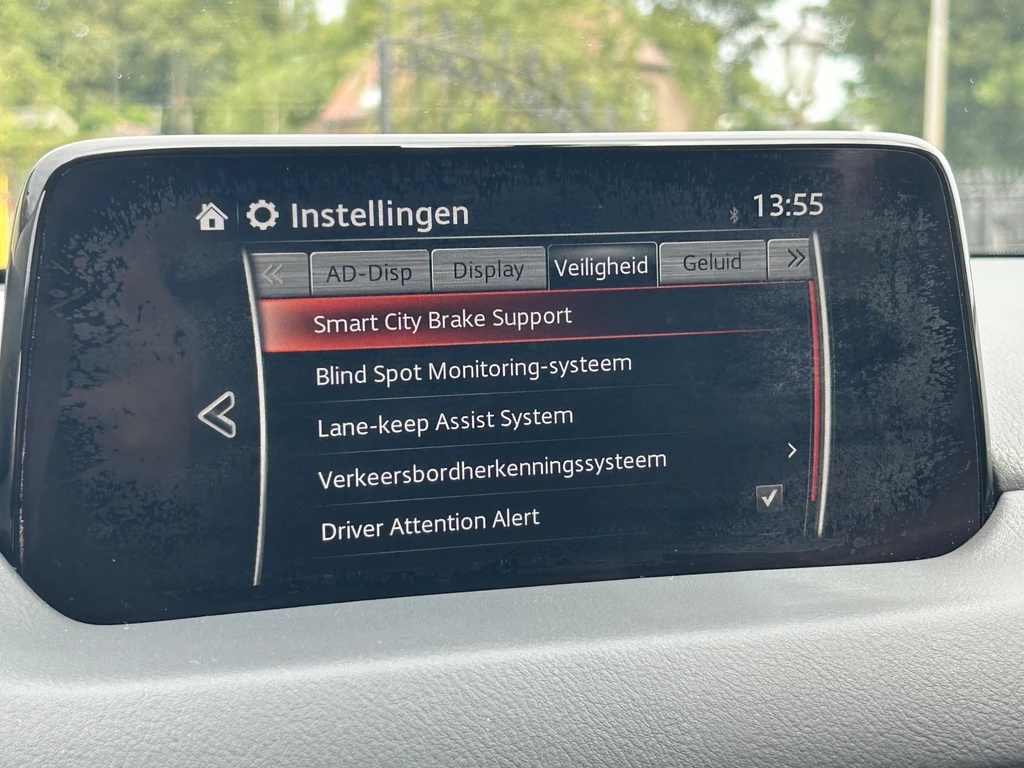 Instellingen
13:55
AD-Disp
Display
Veiligheid
Geluid
Smart City Brake Support
Blind Spot Monitoring-systeem
Lane-keep Assist System
Verkeersbordherkenningssysteem
Driver Attention Alert